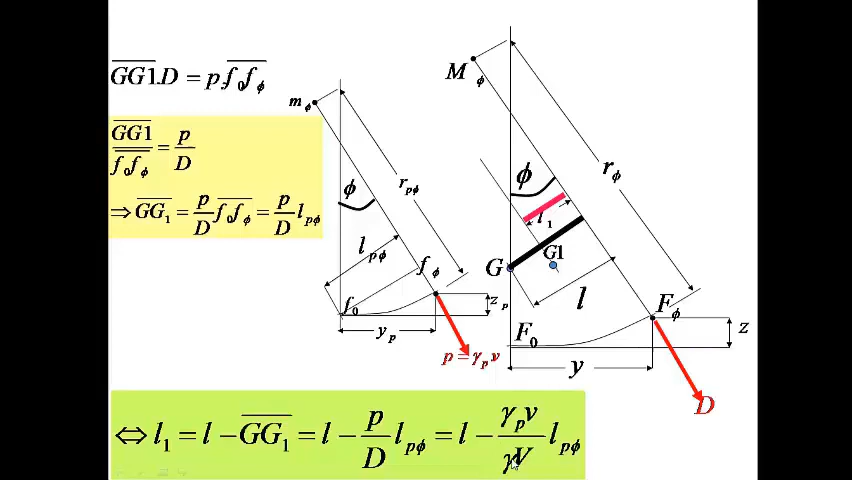 GG1.D = p.f₀fϕ
GG1/f₀fϕ = p/D
⇒ GG₁ = p/D f₀fϕ = p/D lpϕ
mϕ
ϕ
rpϕ
lpϕ
fϕ
f₀
zp
yp
p = γp v
Mϕ
ϕ
rϕ
l₁
G
G1
l
Fϕ
F₀
z
y
D
⇔ l₁ = l − GG₁ = l − p/D lpϕ = l − γpv/γV lpϕ